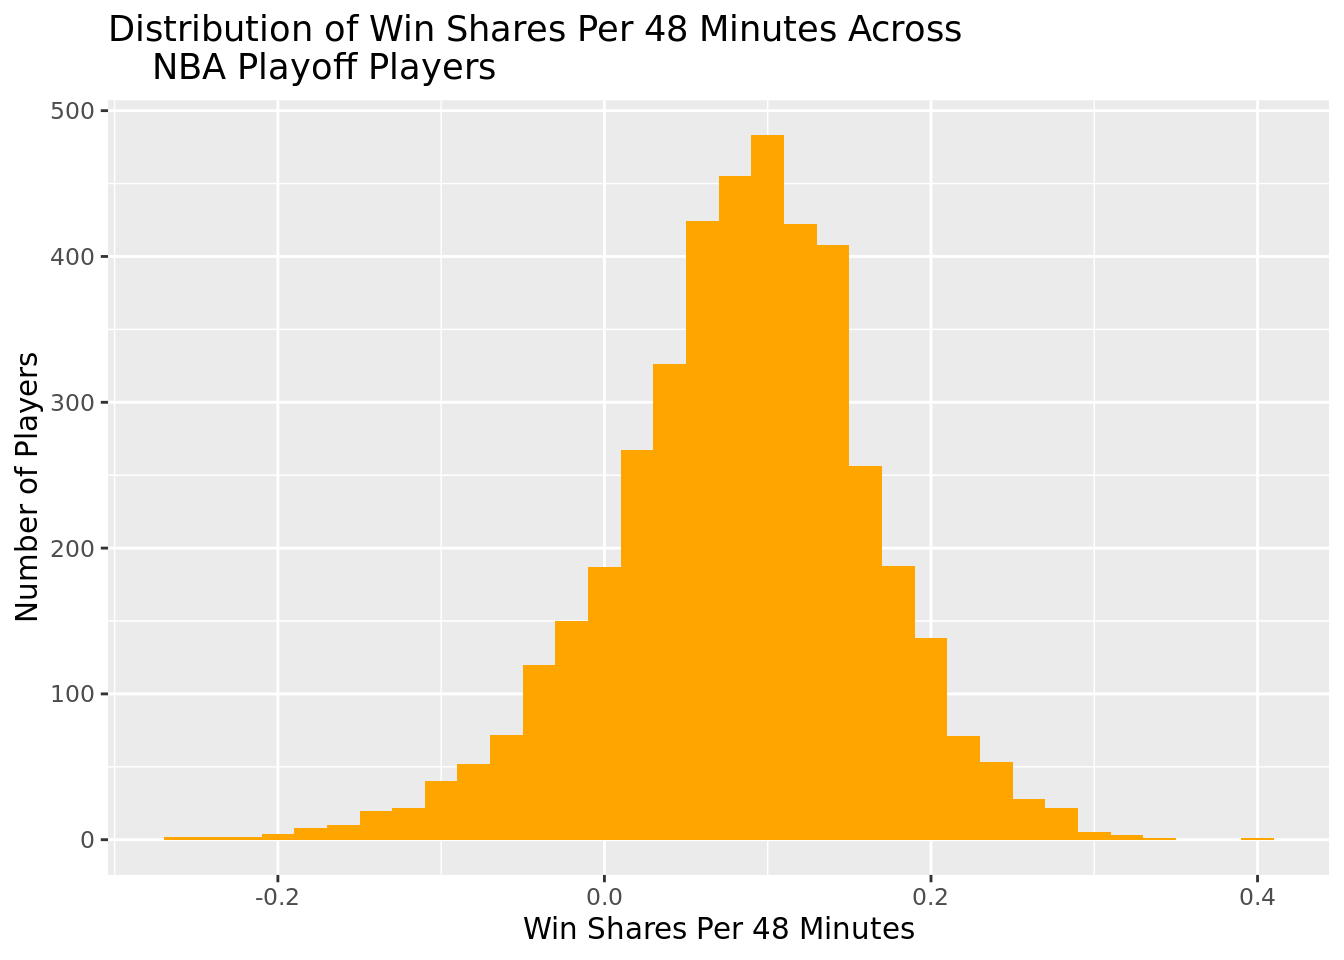 Distribution of Win Shares Per 48 Minutes Across
NBA Playoff Players
500
400
300
200
100
0
Number of Players
-0.2
0.0
0.2
0.4
Win Shares Per 48 Minutes